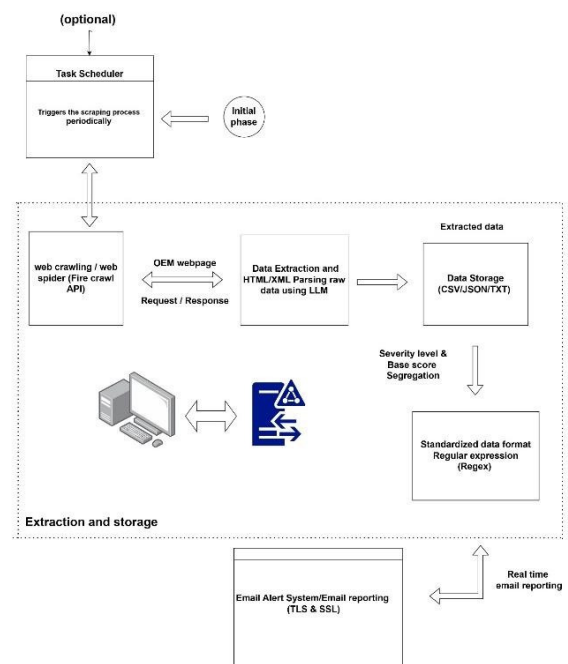 (optional)
Task Scheduler
Triggers the scraping process
periodically
Initial
phase
web crawling / web
spider (Fire crawl
API)
OEM webpage
Request / Response
Data Extraction and
HTML/XML Parsing raw
data using LLM
Extracted data
Data Storage
(CSV/JSON/TXT)
Severity level &
Base score
Segregation
Standardized data format
Regular expression
(Regex)
Extraction and storage
Email Alert System/Email reporting
(TLS & SSL)
Real time
email reporting